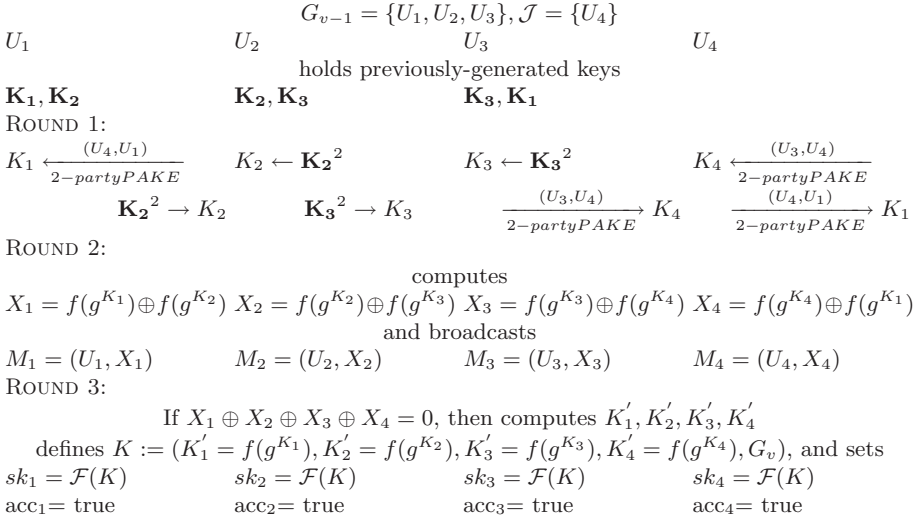 G_{v−1} = {U_1, U_2, U_3}, 𝒥 = {U_4}
U_1 U_2 U_3 U_4
holds previously-generated keys
𝐊_𝟏, 𝐊_𝟐 𝐊_𝟐, 𝐊_𝟑 𝐊_𝟑, 𝐊_𝟏
ROUND 1:
K_1 ←^{(U_4,U_1)}_{2−partyPAKE} K_2 ← 𝐊_𝟐^2 K_3 ← 𝐊_𝟑^2 K_4 ←^{(U_3,U_4)}_{2−partyPAKE}
𝐊_𝟐^2 → K_2 𝐊_𝟑^2 → K_3 →^{(U_3,U_4)}_{2−partyPAKE} K_4 →^{(U_4,U_1)}_{2−partyPAKE} K_1
ROUND 2:
computes
X_1 = f(g^{K_1})⊕f(g^{K_2}) X_2 = f(g^{K_2})⊕f(g^{K_3}) X_3 = f(g^{K_3})⊕f(g^{K_4}) X_4 = f(g^{K_4})⊕f(g^{K_1})
and broadcasts
M_1 = (U_1, X_1) M_2 = (U_2, X_2) M_3 = (U_3, X_3) M_4 = (U_4, X_4)
ROUND 3:
If X_1 ⊕ X_2 ⊕ X_3 ⊕ X_4 = 0, then computes K_1^′, K_2^′, K_3^′, K_4^′
defines K := (K_1^′ = f(g^{K_1}), K_2^′ = f(g^{K_2}), K_3^′ = f(g^{K_3}), K_4^′ = f(g^{K_4}), G_v), and sets
sk_1 = ℱ(K) sk_2 = ℱ(K) sk_3 = ℱ(K) sk_4 = ℱ(K)
acc_1= true acc_2= true acc_3= true acc_4= true